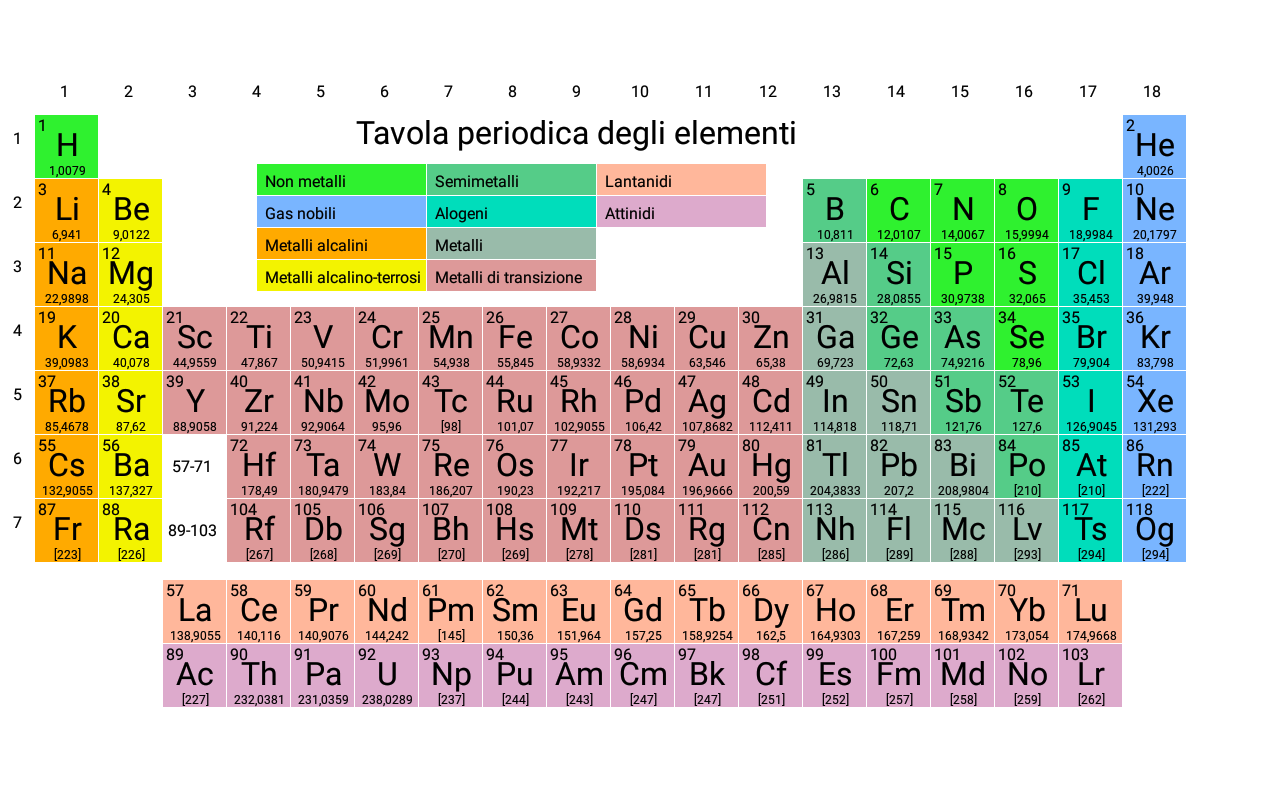 1 2 3 4 5 6 7 8 9 10 11 12 13 14 15 16 17 18
Tavola periodica degli elementi
Non metalli Semimetalli Lantanidi
Gas nobili Alogeni Attinidi
Metalli alcalini Metalli
Metalli alcalino-terrosi Metalli di transizione
1 2
1 H He
1,0079 4,0026
3 4 5 6 7 8 9 10
2 Li Be B C N O F Ne
6,941 9,0122 10,811 12,0107 14,0067 15,9994 18,9984 20,1797
11 12 13 14 15 16 17 18
3 Na Mg Al Si P S Cl Ar
22,9898 24,305 26,9815 28,0855 30,9738 32,065 35,453 39,948
19 20 21 22 23 24 25 26 27 28 29 30 31 32 33 34 35 36
4 K Ca Sc Ti V Cr Mn Fe Co Ni Cu Zn Ga Ge As Se Br Kr
39,0983 40,078 44,9559 47,867 50,9415 51,9961 54,938 55,845 58,9332 58,6934 63,546 65,38 69,723 72,63 74,9216 78,96 79,904 83,798
37 38 39 40 41 42 43 44 45 46 47 48 49 50 51 52 53 54
5 Rb Sr Y Zr Nb Mo Tc Ru Rh Pd Ag Cd In Sn Sb Te I Xe
85,4678 87,62 88,9058 91,224 92,9064 95,96 [98] 101,07 102,9055 106,42 107,8682 112,411 114,818 118,71 121,76 127,6 126,9045 131,293
55 56 72 73 74 75 76 77 78 79 80 81 82 83 84 85 86
6 Cs Ba 57-71 Hf Ta W Re Os Ir Pt Au Hg Tl Pb Bi Po At Rn
132,9055 137,327 178,49 180,9479 183,84 186,207 190,23 192,217 195,084 196,9666 200,59 204,3833 207,2 208,9804 [210] [210] [222]
87 88 104 105 106 107 108 109 110 111 112 113 114 115 116 117 118
7 Fr Ra 89-103 Rf Db Sg Bh Hs Mt Ds Rg Cn Nh Fl Mc Lv Ts Og
[223] [226] [267] [268] [269] [270] [269] [278] [281] [281] [285] [286] [289] [288] [293] [294] [294]
57 58 59 60 61 62 63 64 65 66 67 68 69 70 71
La Ce Pr Nd Pm Sm Eu Gd Tb Dy Ho Er Tm Yb Lu
138,9055 140,116 140,9076 144,242 [145] 150,36 151,964 157,25 158,9254 162,5 164,9303 167,259 168,9342 173,054 174,9668
89 90 91 92 93 94 95 96 97 98 99 100 101 102 103
Ac Th Pa U Np Pu Am Cm Bk Cf Es Fm Md No Lr
[227] 232,0381 231,0359 238,0289 [237] [244] [243] [247] [247] [251] [252] [257] [258] [259] [262]